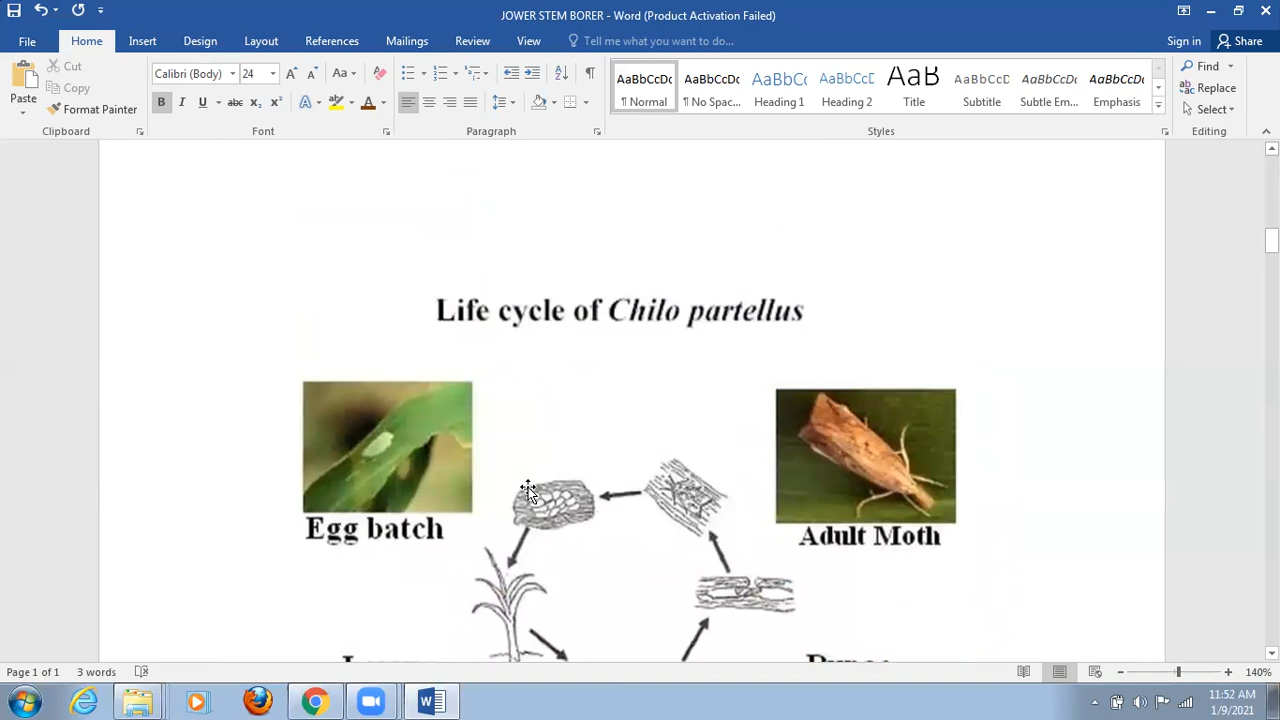 JOWER STEM BORER - Word (Product Activation Failed)
File Home Insert Design Layout References Mailings Review View Tell me what you want to do... Sign in Share
Paste Cut Copy Format Painter
Calibri (Body) 24
AaBbCcDc AaBbCcDc AaBbCc AaBbCcD AaB AaBbCcD AaBbCcDc AaBbCcDc
¶ Normal ¶ No Spac... Heading 1 Heading 2 Title Subtitle Subtle Em... Emphasis
Find Replace Select
Clipboard Font Paragraph Styles Editing
Life cycle of Chilo partellus
Egg batch
Adult Moth
Page 1 of 1 3 words 140%
11:52 AM
1/9/2021